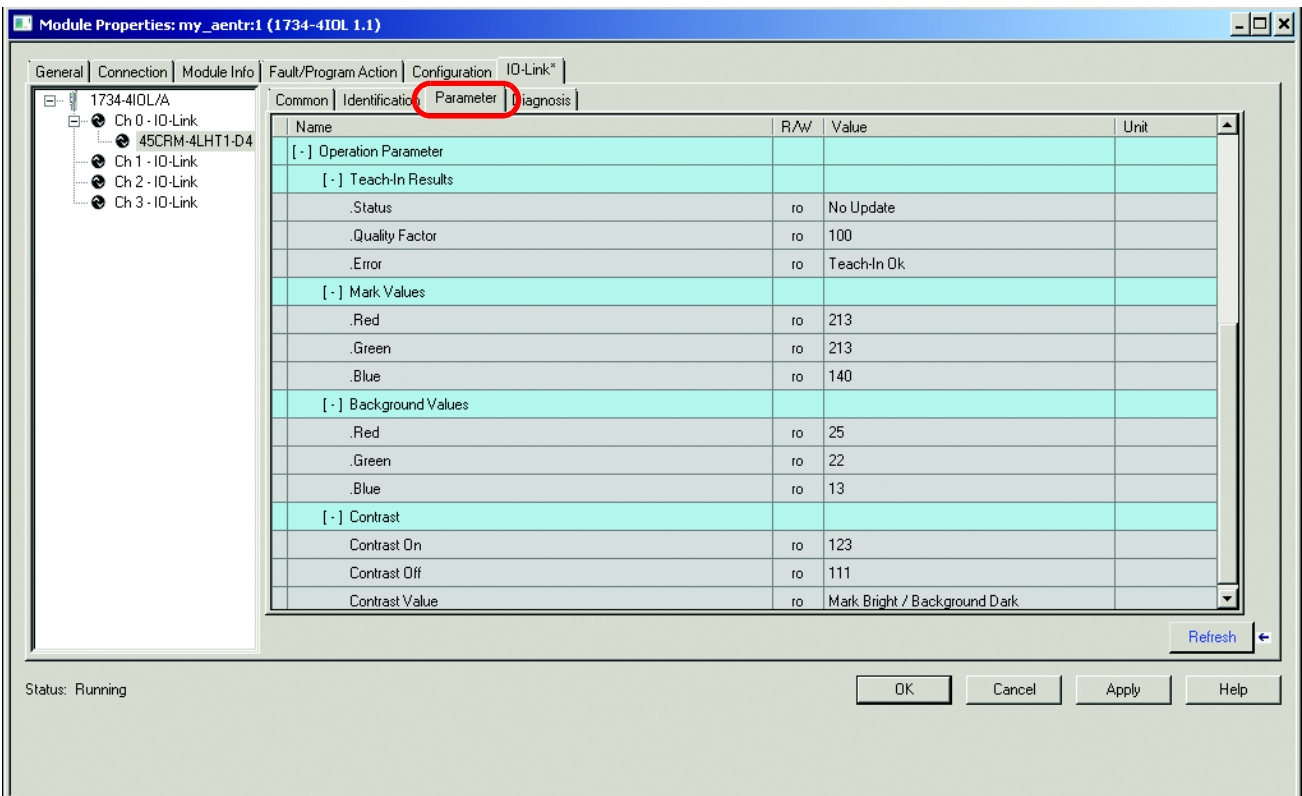 Module Properties: my_aentr:1 (1734-4IOL 1.1)
General Connection Module Info Fault/Program Action Configuration IO-Link*
1734-4IOL/A
Ch 0 - IO-Link
45CRM-4LHT1-D4
Ch 1 - IO-Link
Ch 2 - IO-Link
Ch 3 - IO-Link
Common Identification Parameter Diagnosis
Name R/W Value Unit
[-] Operation Parameter
[-] Teach-In Results
.Status ro No Update
.Quality Factor ro 100
.Error ro Teach-In Ok
[-] Mark Values
.Red ro 213
.Green ro 213
.Blue ro 140
[-] Background Values
.Red ro 25
.Green ro 22
.Blue ro 13
[-] Contrast
Contrast On ro 123
Contrast Off ro 111
Contrast Value ro Mark Bright / Background Dark
Refresh
Status: Running
OK Cancel Apply Help